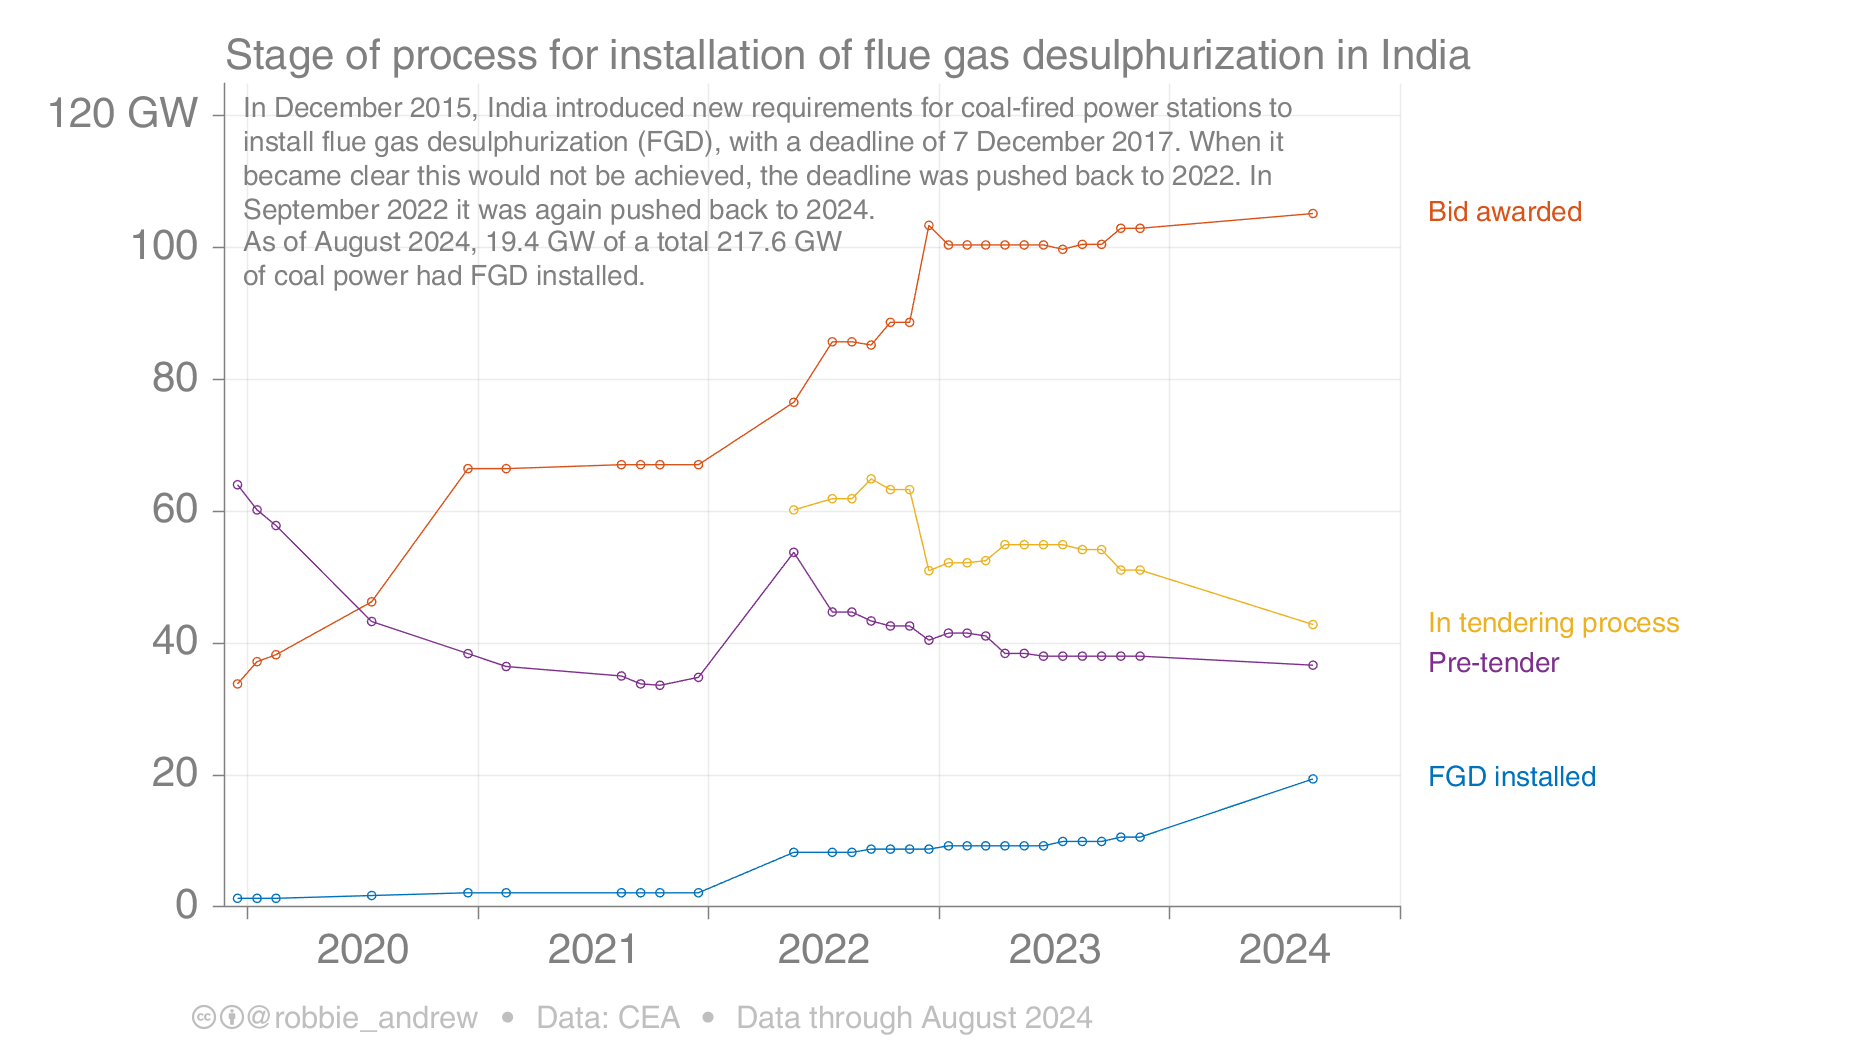 Stage of process for installation of flue gas desulphurization in India
In December 2015, India introduced new requirements for coal-fired power stations to
install flue gas desulphurization (FGD), with a deadline of 7 December 2017. When it
became clear this would not be achieved, the deadline was pushed back to 2022. In
September 2022 it was again pushed back to 2024.
As of August 2024, 19.4 GW of a total 217.6 GW
of coal power had FGD installed.
120 GW
100
80
60
40
20
0
Bid awarded
In tendering process
Pre-tender
FGD installed
2020 2021 2022 2023 2024
@robbie_andrew • Data: CEA • Data through August 2024